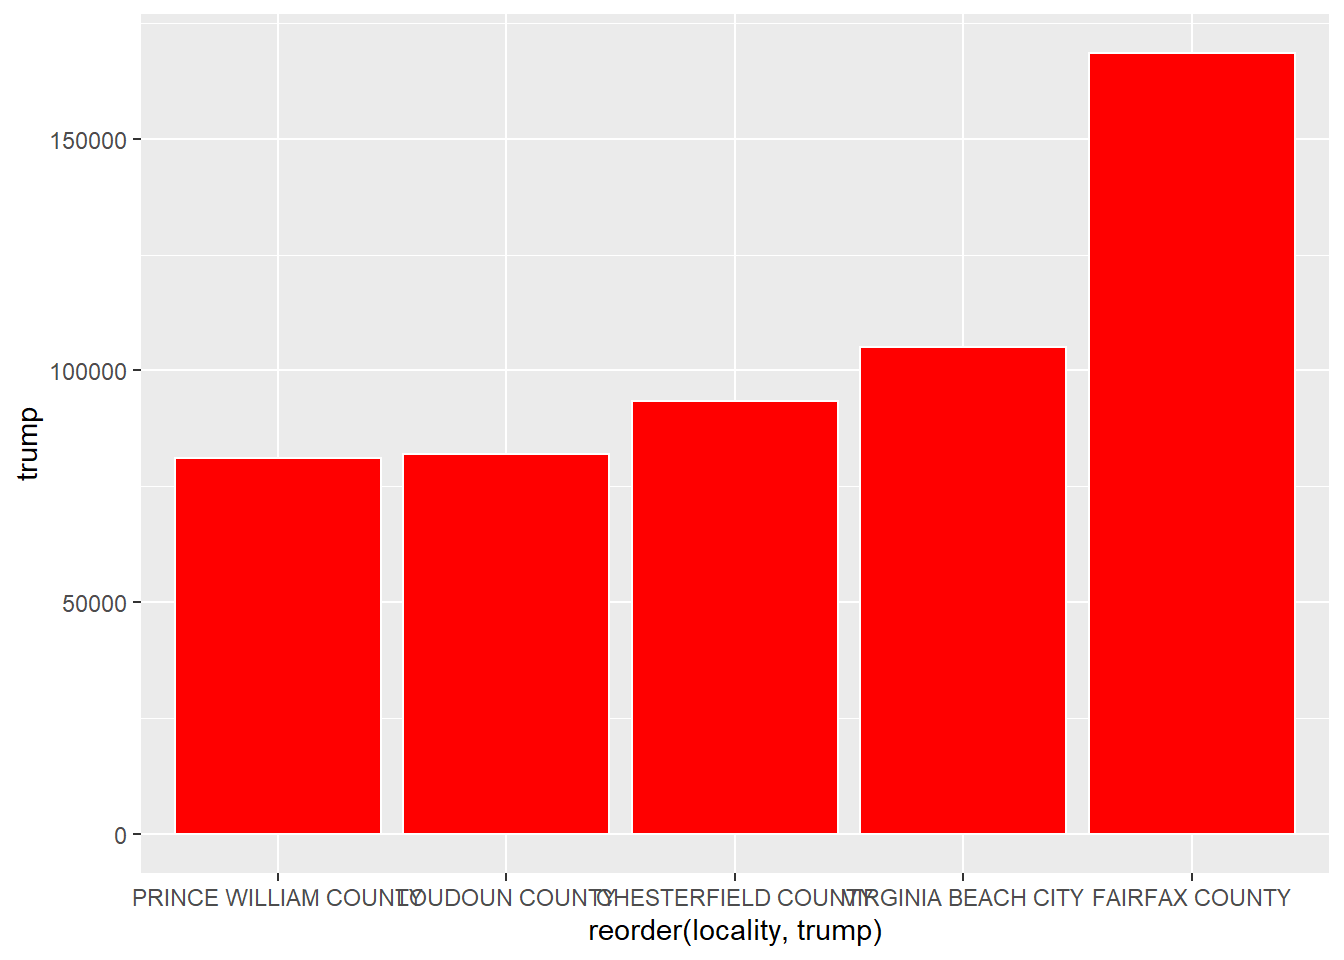 150000
100000
50000
0
trump
PRINCE WILLIAM COUNTY LOUDOUN COUNTY CHESTERFIELD COUNTY VIRGINIA BEACH CITY FAIRFAX COUNTY
reorder(locality, trump)